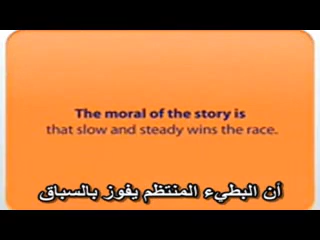 The moral of the story is
that slow and steady wins the race.
أن البطيء المنتظم يفوز بالسباق